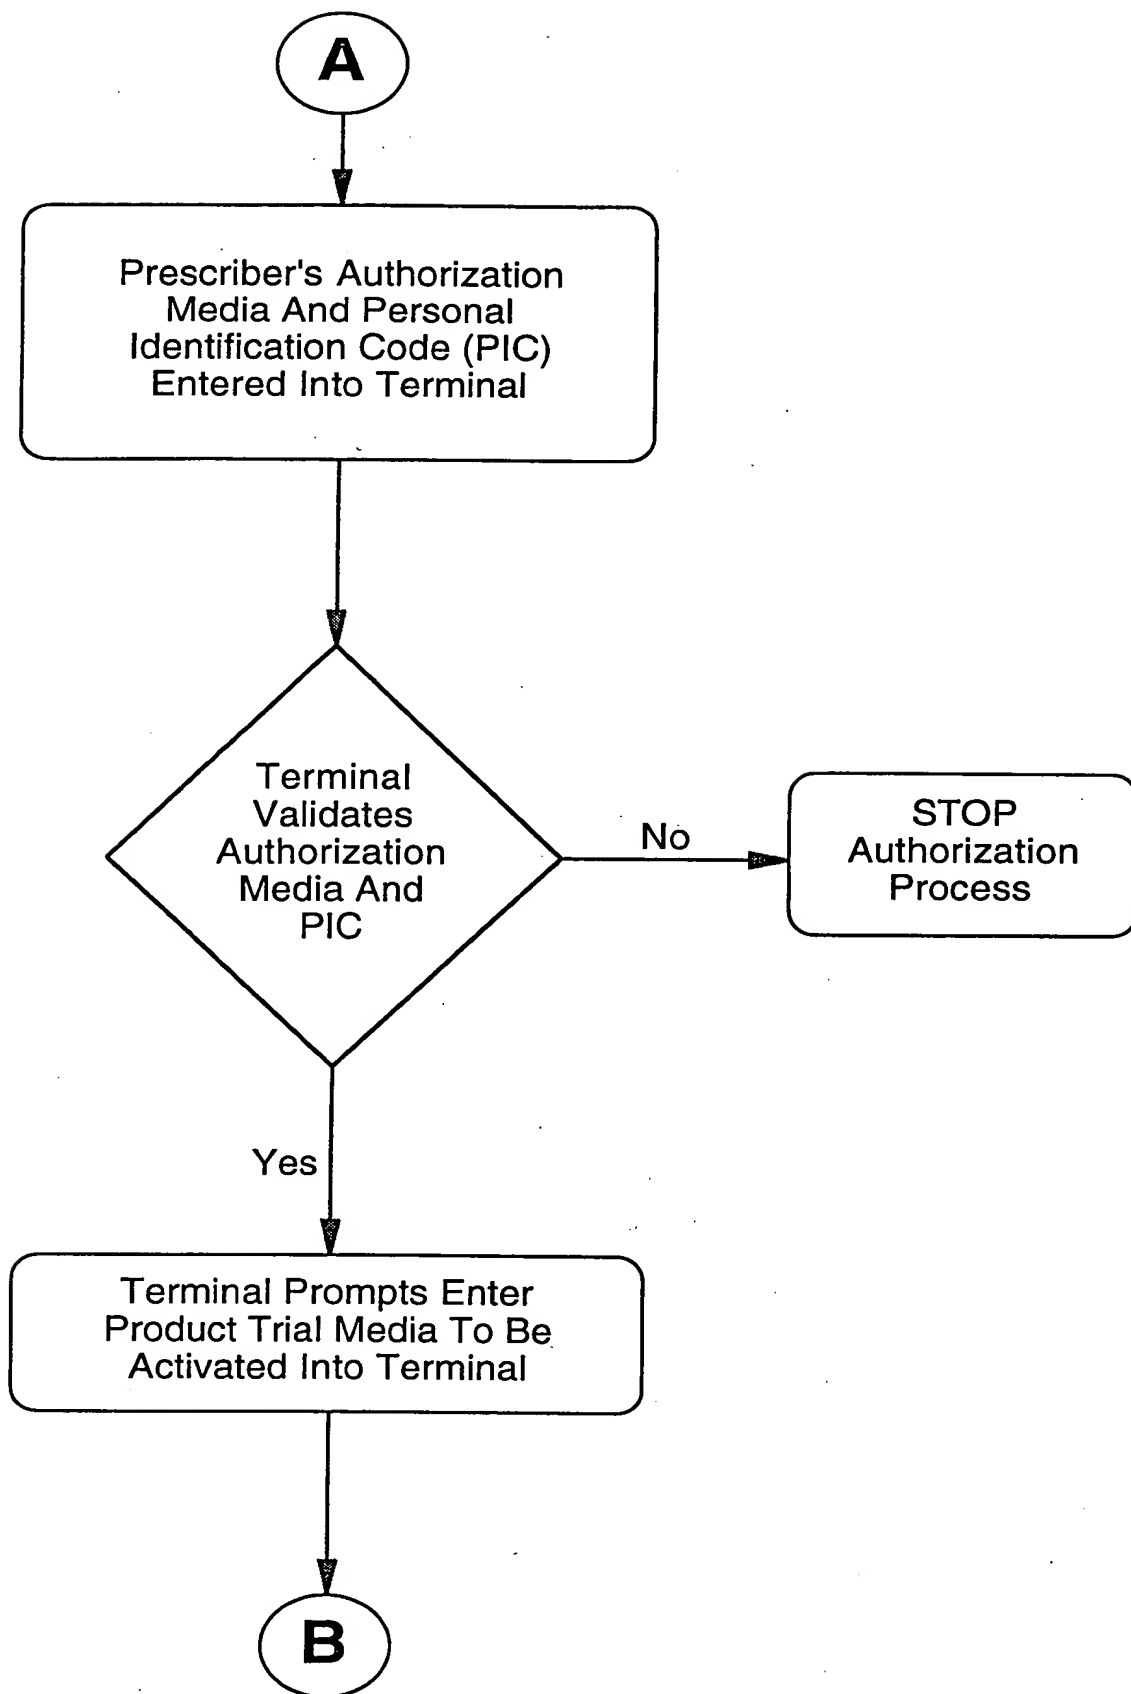 A
Prescriber's Authorization
Media And Personal
Identification Code (PIC)
Entered Into Terminal
Terminal
Validates
Authorization
Media And
PIC
No
STOP
Authorization
Process
Yes
Terminal Prompts Enter
Product Trial Media To Be
Activated Into Terminal
B